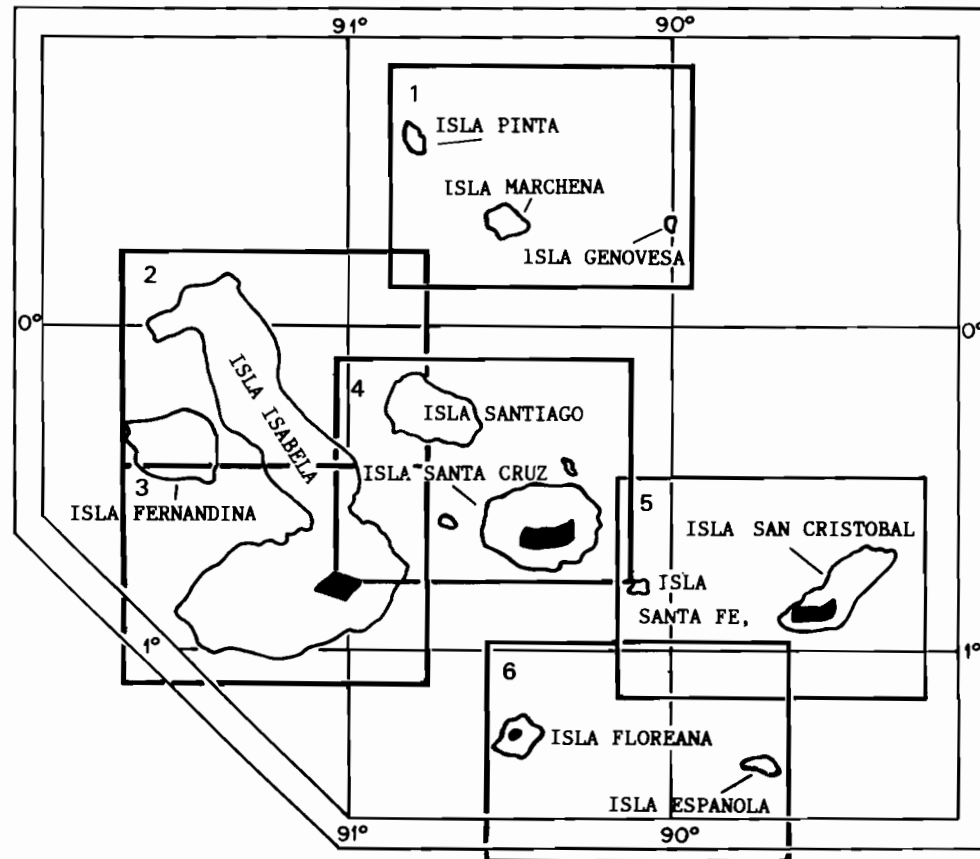 91°
90°
1
ISLA PINTA
ISLA MARCHENA
ISLA GENOVESA
2
0°
0°
ISLA ISABELA
4
ISLA SANTIAGO
ISLA SANTA CRUZ
3
ISLA FERNANDINA
5
ISLA SAN CRISTOBAL
ISLA
SANTA FE,
1°
1°
6
ISLA FLOREANA
ISLA ESPANOLA
91°
90°